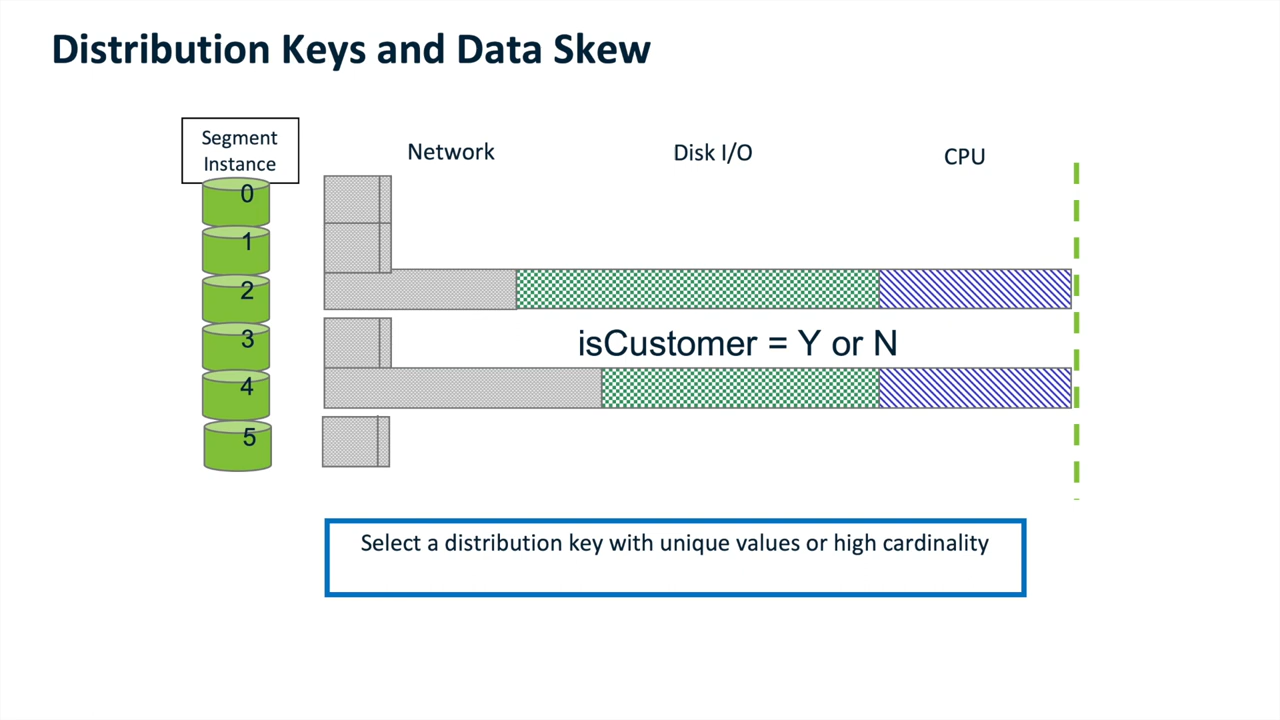 Distribution Keys and Data Skew
Segment
Instance
Network
Disk I/O
CPU
0
1
2
3
isCustomer = Y or N
4
5
Select a distribution key with unique values or high cardinality